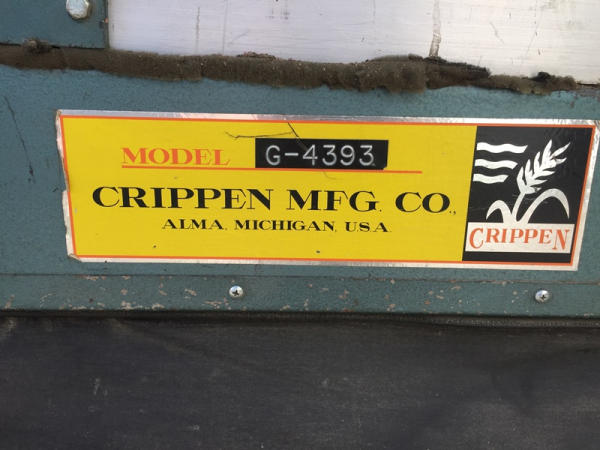 MODEL G-4393
CRIPPEN MFG. CO.,
ALMA, MICHIGAN, U.S.A.
CRIPPEN